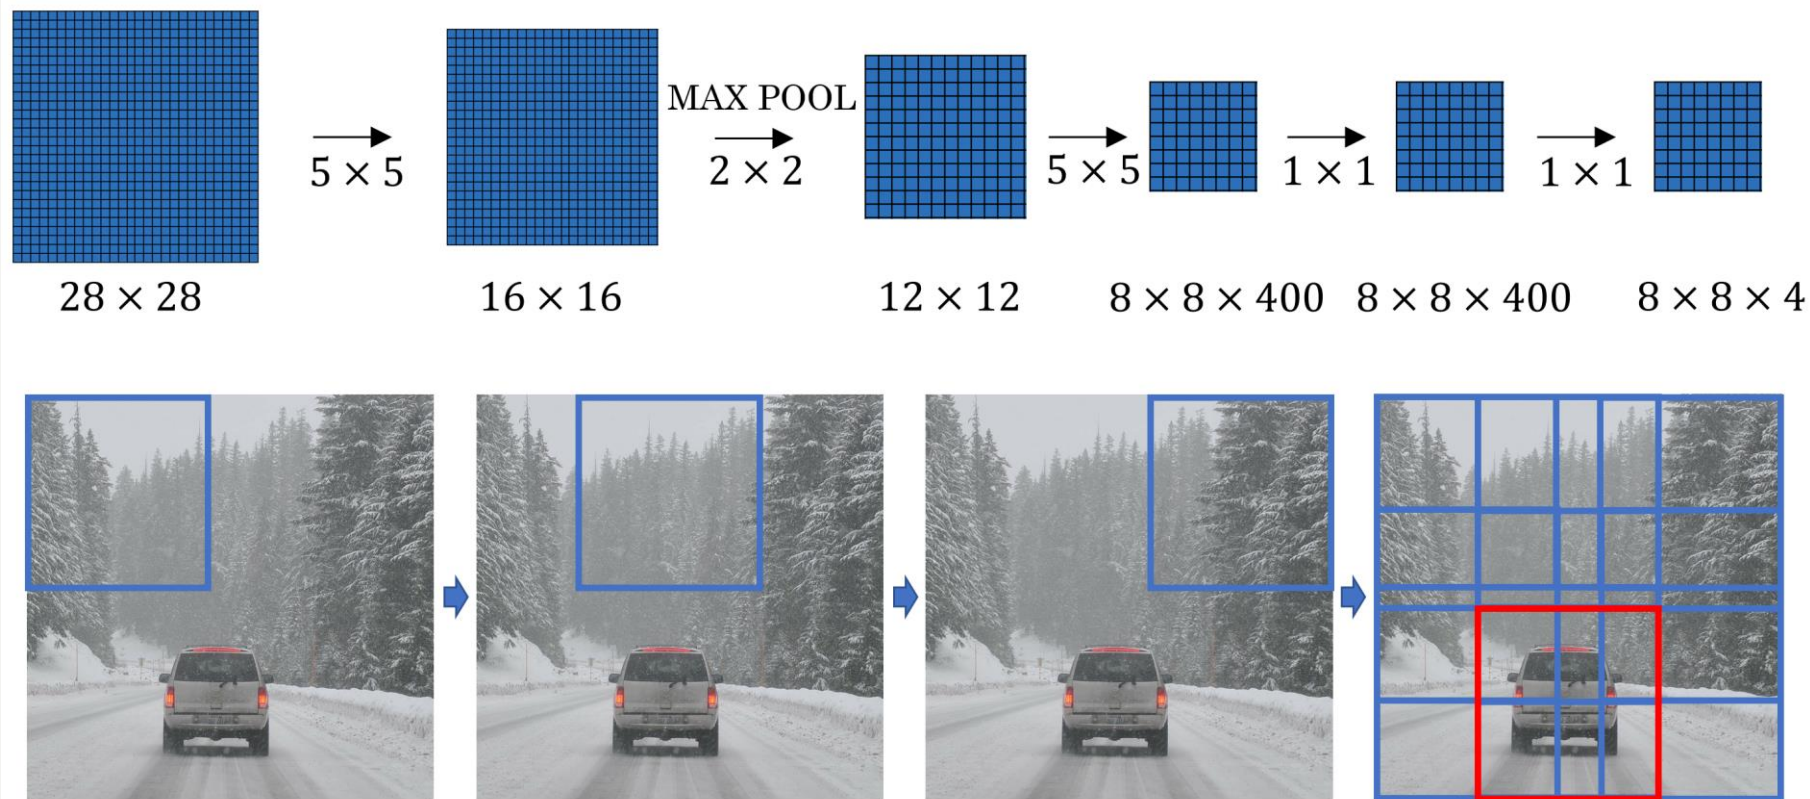 MAX POOL
5 × 5
2 × 2
5 × 5
1 × 1
1 × 1
28 × 28
16 × 16
12 × 12
8 × 8 × 400
8 × 8 × 400
8 × 8 × 4